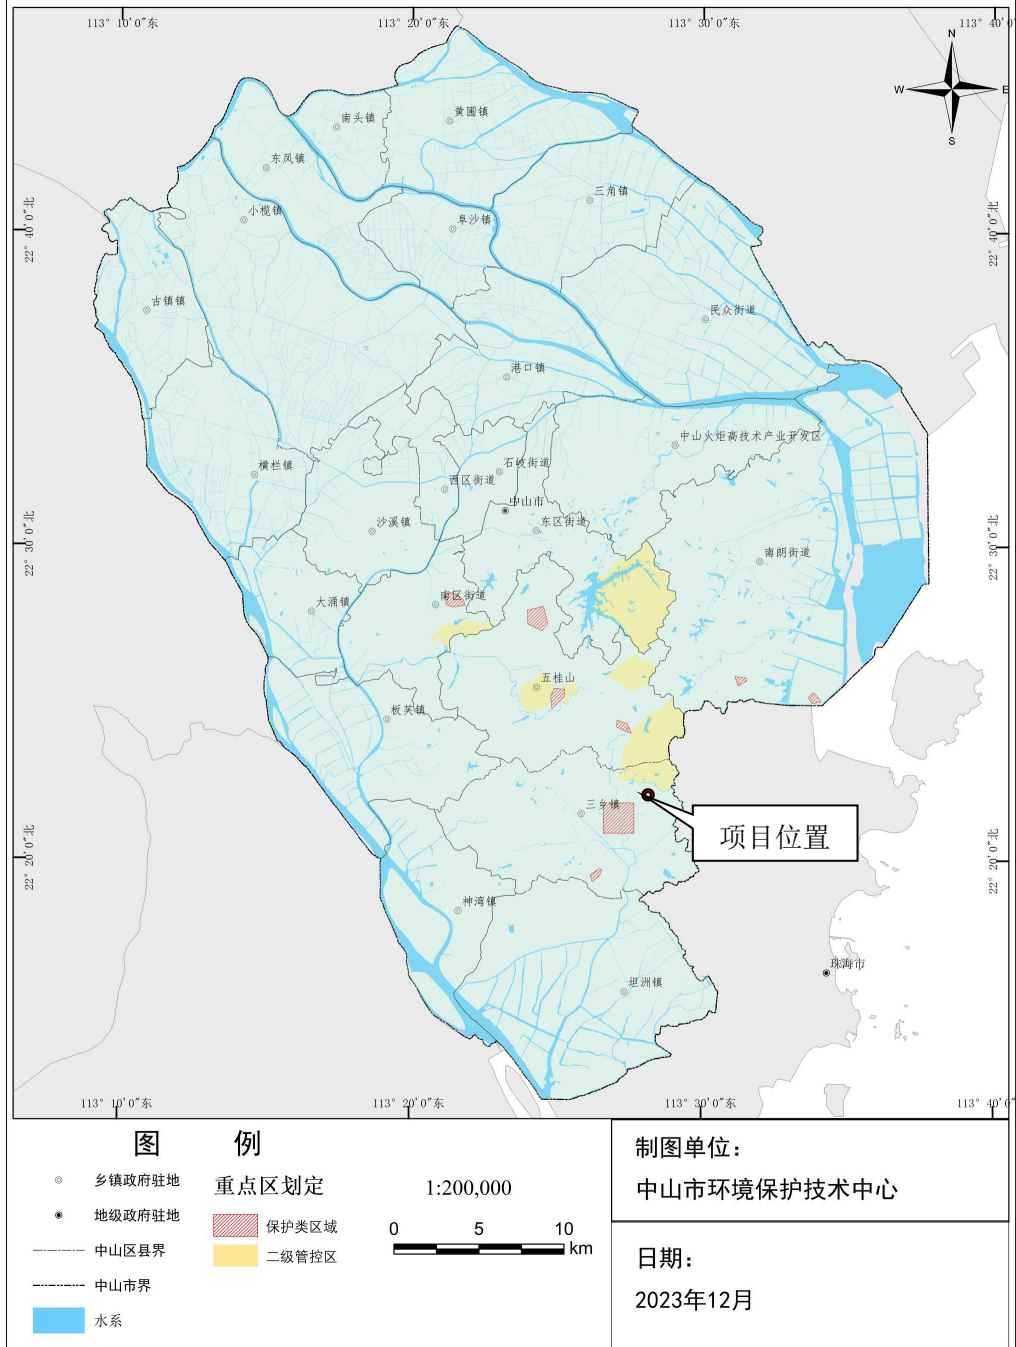 113° 10′0″东
113° 20′0″东
113° 30′0″东
113° 40′0″东
N
W
E
S
22° 40′0″北
22° 40′0″北
22° 30′0″北
22° 30′0″北
22° 20′0″北
22° 20′0″北
南头镇
黄圃镇
东凤镇
小榄镇
三角镇
阜沙镇
古镇镇
民众街道
港口镇
中山火炬高技术产业开发区
横栏镇
石岐街道
西区街道
中山市
沙溪镇
东区街道
南朗街道
大涌镇
南区街道
五桂山
板芙镇
三乡镇
项目位置
神湾镇
坦洲镇
珠海市
113° 10′0″东
113° 20′0″东
113° 30′0″东
113° 40′0″
图 例
乡镇政府驻地
地级政府驻地
中山区县界
中山市界
水系
重点区划定
保护类区域
二级管控区
1:200,000
0 5 10
km
制图单位：
中山市环境保护技术中心
日期：
2023年12月